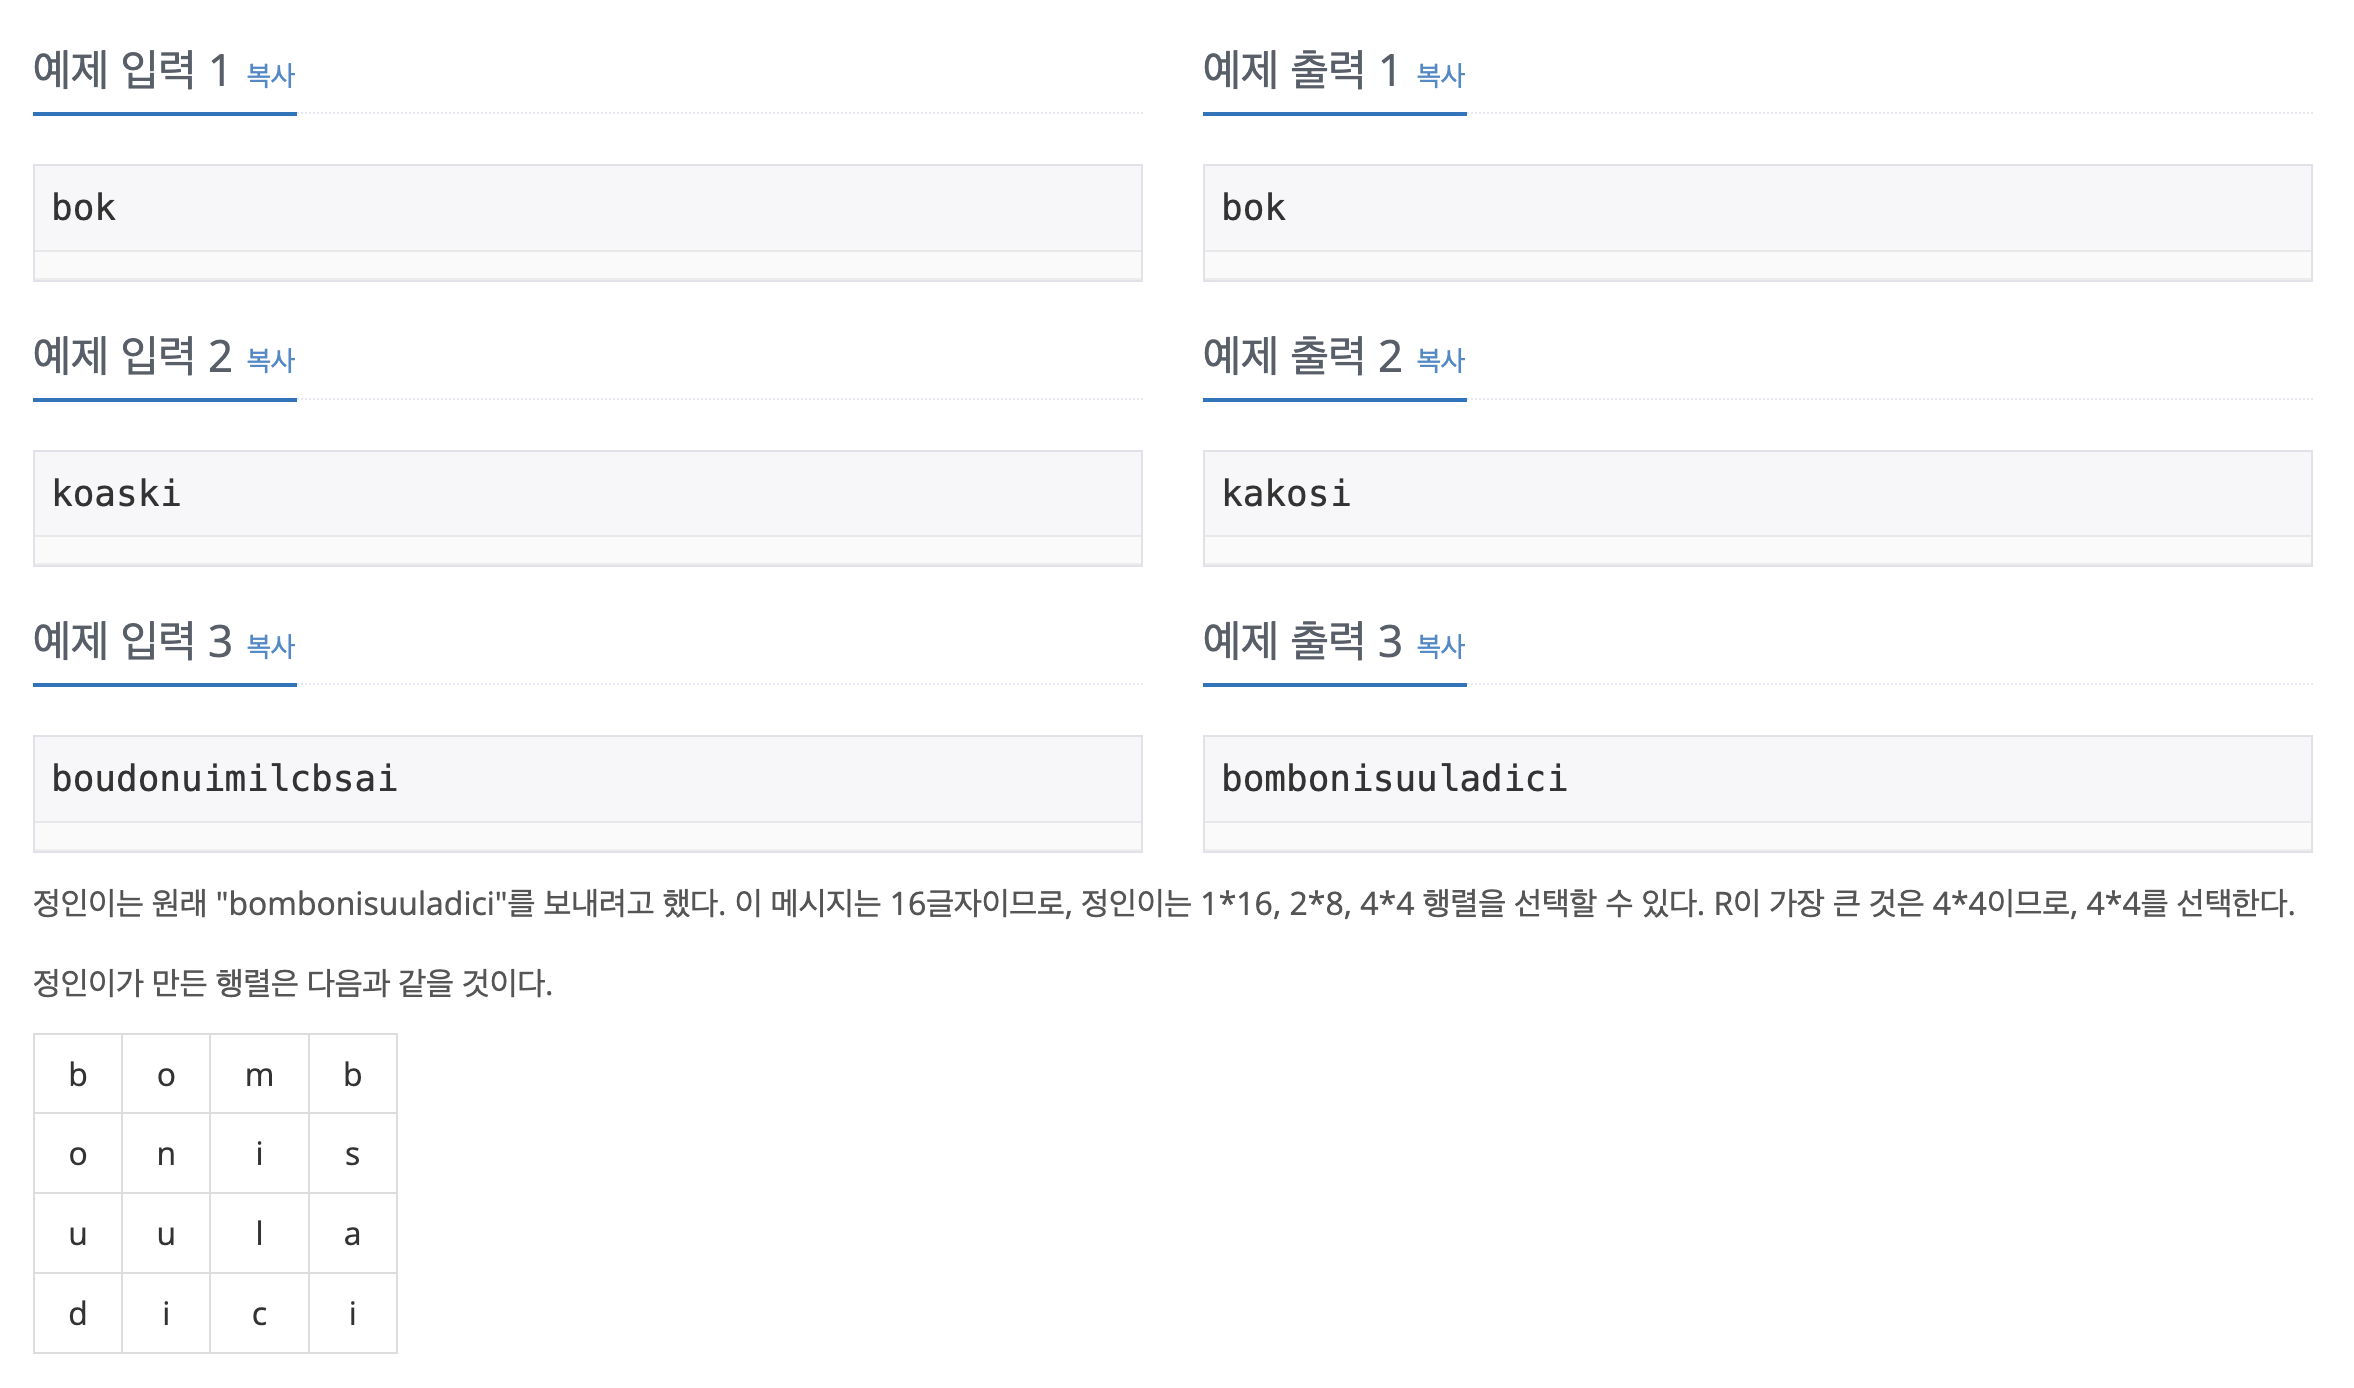 예제 입력 1 복사
예제 출력 1 복사
bok
bok
예제 입력 2 복사
예제 출력 2 복사
koaski
kakosi
예제 입력 3 복사
예제 출력 3 복사
boudonuimilcbsai
bombonisuuladici
정인이는 원래 "bombonisuuladici"를 보내려고 했다. 이 메시지는 16글자이므로, 정인이는 1*16, 2*8, 4*4 행렬을 선택할 수 있다. R이 가장 큰 것은 4*4이므로, 4*4를 선택한다.
정인이가 만든 행렬은 다음과 같을 것이다.
b o m b
o n i s
u u l a
d i c i